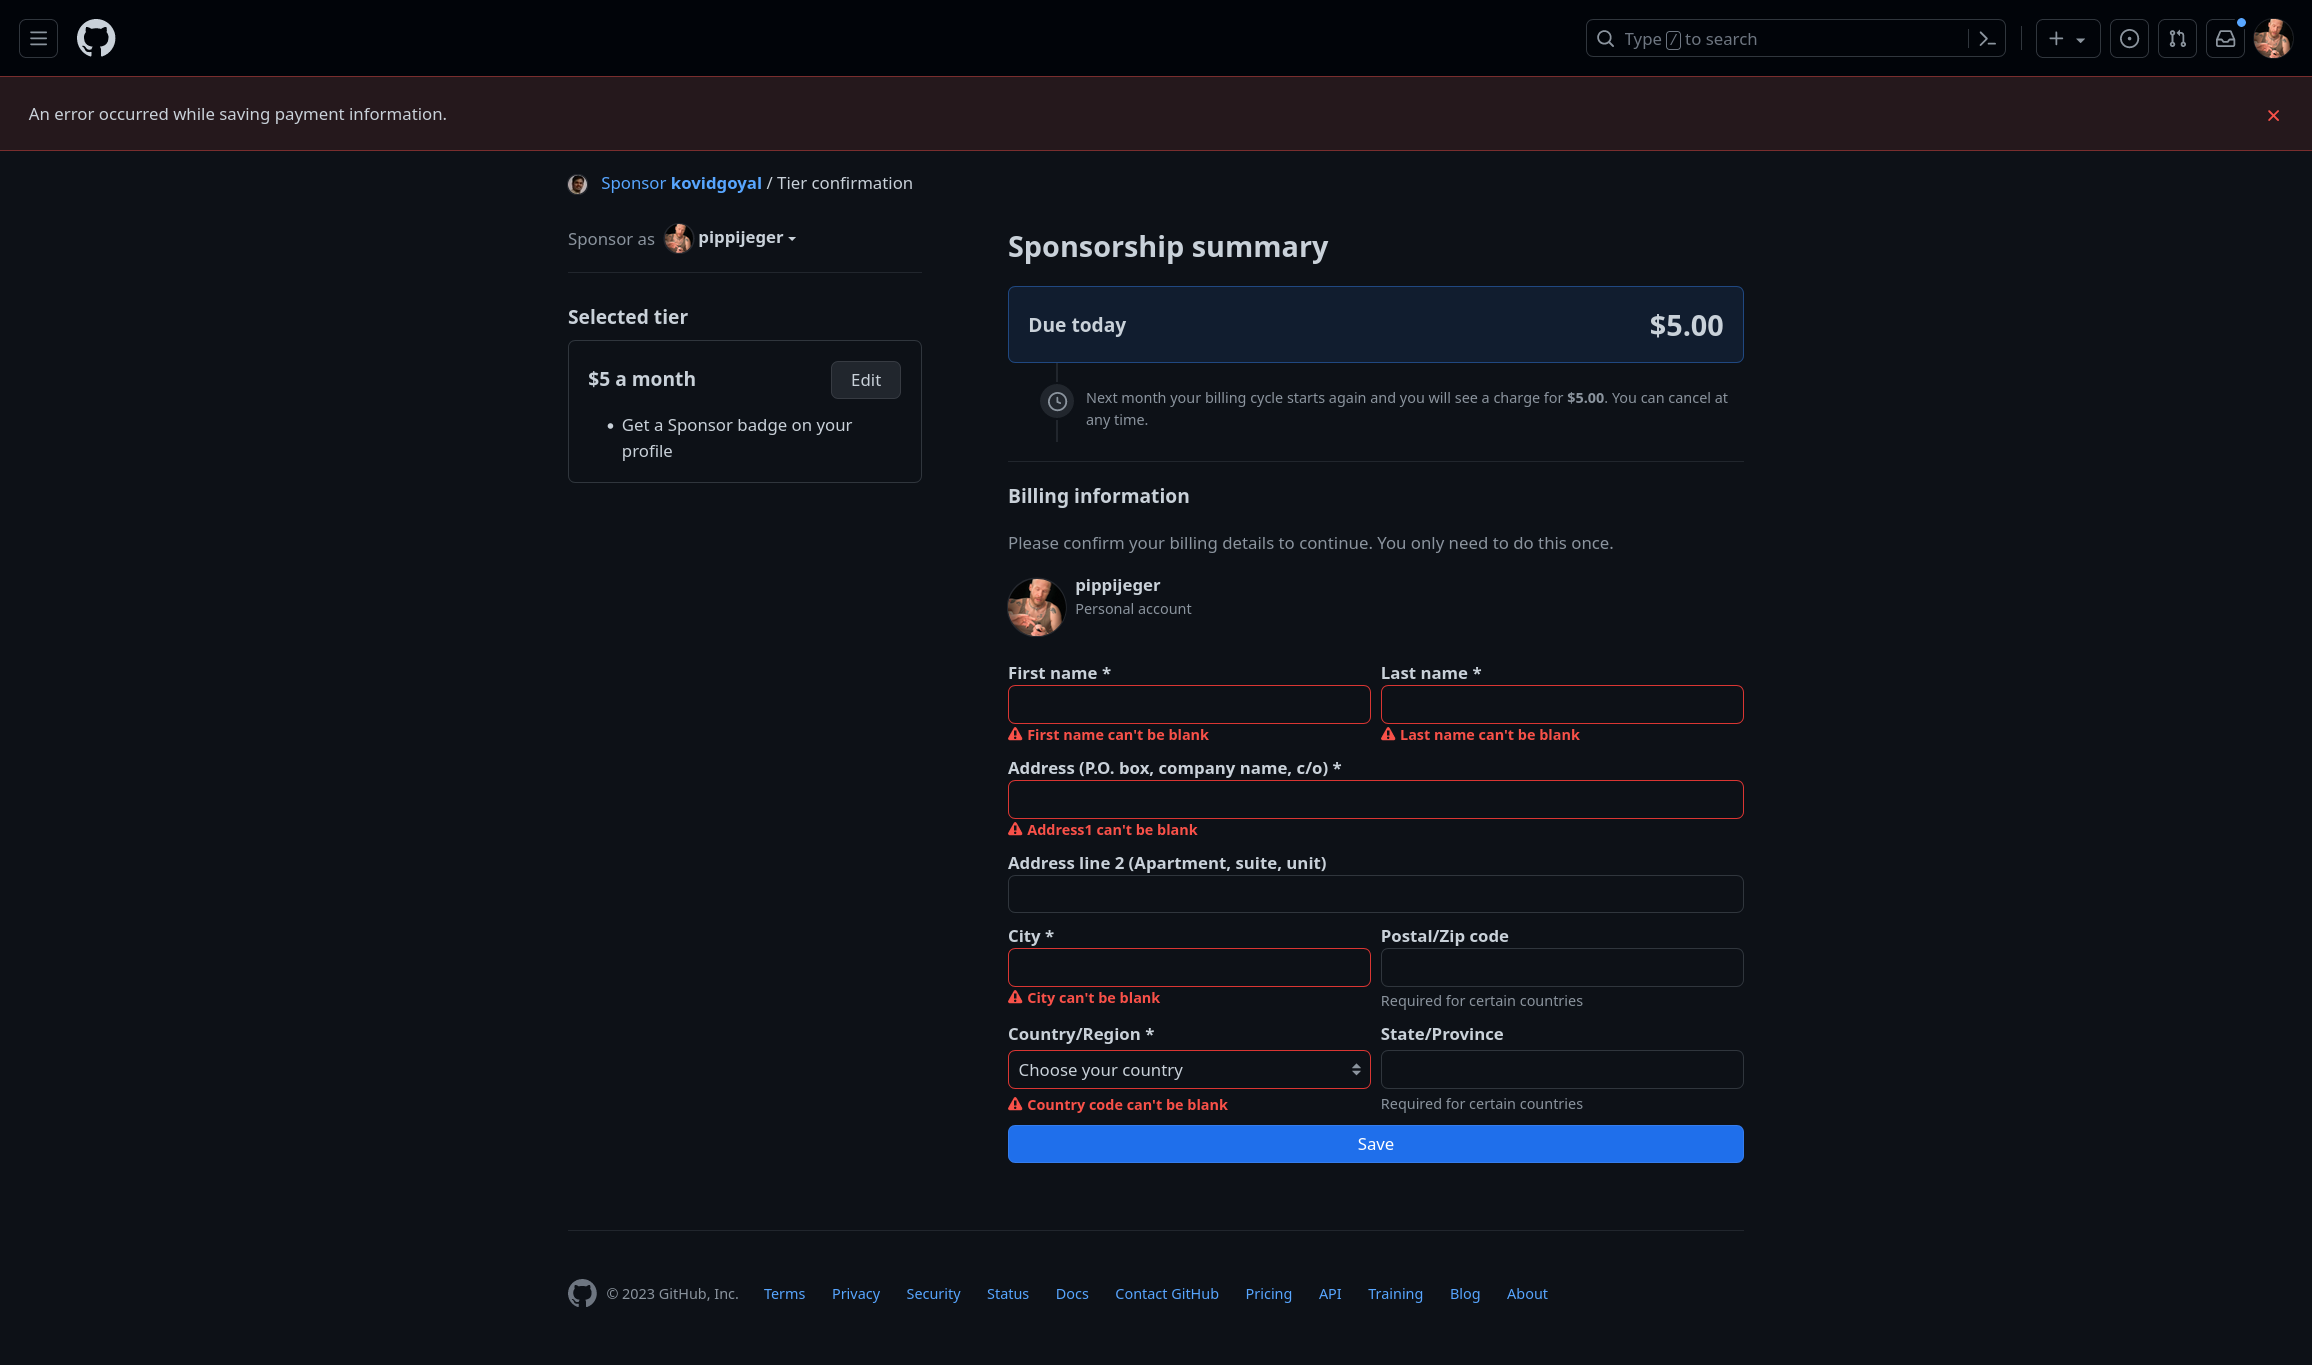 Type / to search
An error occurred while saving payment information.
Sponsor kovidgoyal / Tier confirmation
Sponsor as pippijeger
Selected tier
$5 a month
Edit
• Get a Sponsor badge on your
profile
Sponsorship summary
Due today
$5.00
Next month your billing cycle starts again and you will see a charge for $5.00. You can cancel at
any time.
Billing information
Please confirm your billing details to continue. You only need to do this once.
pippijeger
Personal account
First name *
Last name *
First name can't be blank
Last name can't be blank
Address (P.O. box, company name, c/o) *
Address1 can't be blank
Address line 2 (Apartment, suite, unit)
City *
Postal/Zip code
City can't be blank
Required for certain countries
Country/Region *
State/Province
Choose your country
Country code can't be blank
Required for certain countries
Save
© 2023 GitHub, Inc. Terms Privacy Security Status Docs Contact GitHub Pricing API Training Blog About